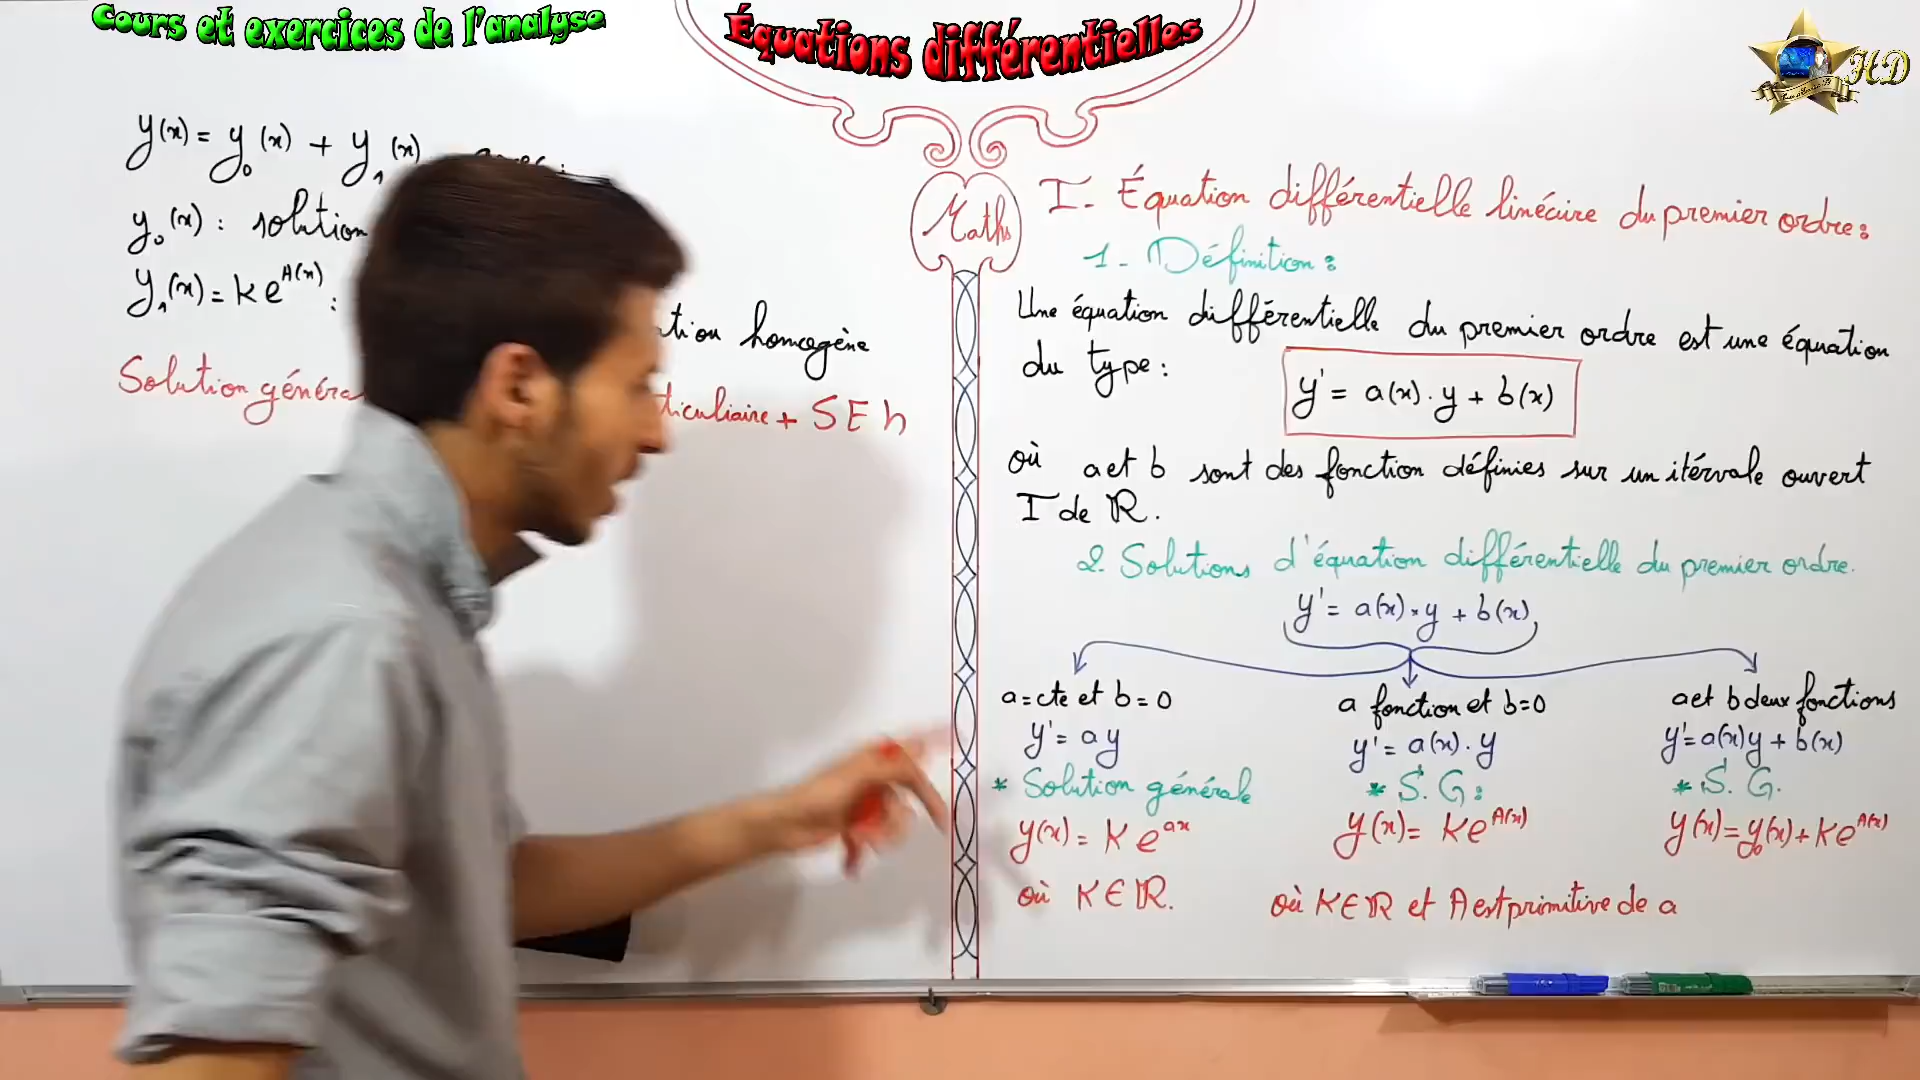 Cours et exercices de l'analyse
Équations différentielles
HD
y(x) = y₀(x) + y₁(x)
y₀(x) : solution
y₁(x) = K e^A(x) :
tion homogène
Solution généra
ticuliaire + S E h
Maths
I. Équation différentielle linéaire du premier ordre :
1 - Définition :
Une équation différentielle du premier ordre est une équation
du type :
y' = a(x) . y + b(x)
où a et b sont des fonction définies sur un itérvale ouvert
I de ℝ.
2. Solutions d'équation différentielle du premier ordre.
y' = a(x) × y + b(x)
a = cte et b = 0
y' = a y
* Solution générale
y(x) = K e^ax
où K ∈ ℝ.
a fonction et b = 0
y' = a(x) . y
* S. G :
y(x) = K e^A(x)
où K ∈ ℝ et A est primitive de a
a et b deux fonctions
y' = a(x) y + b(x)
* S. G.
y(x) = y₀(x) + K e^A(x)